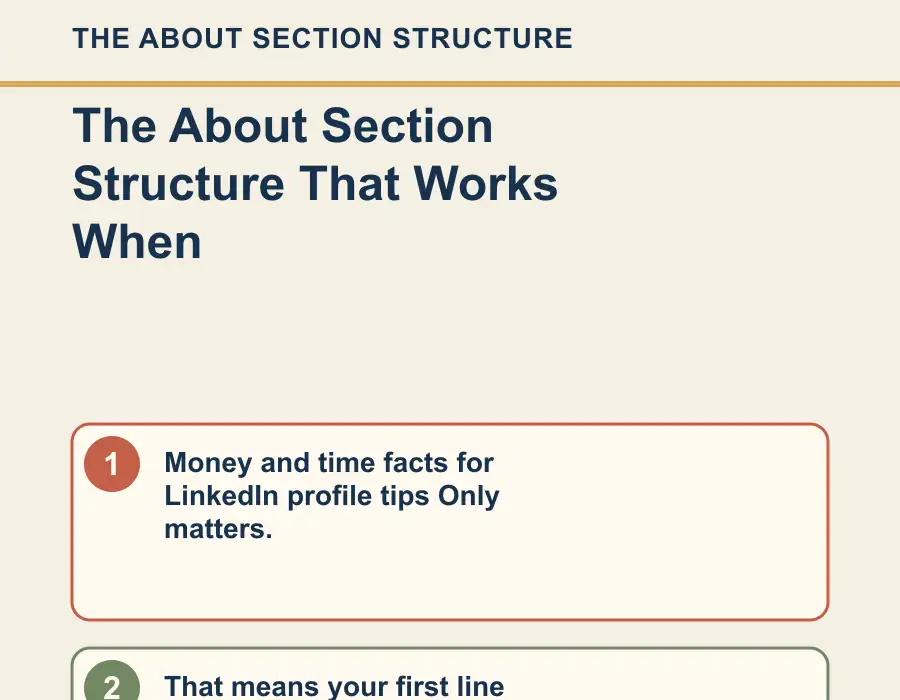 THE ABOUT SECTION STRUCTURE
The About Section
Structure That Works
When
1
Money and time facts for
LinkedIn profile tips Only
matters.
2
That means your first line